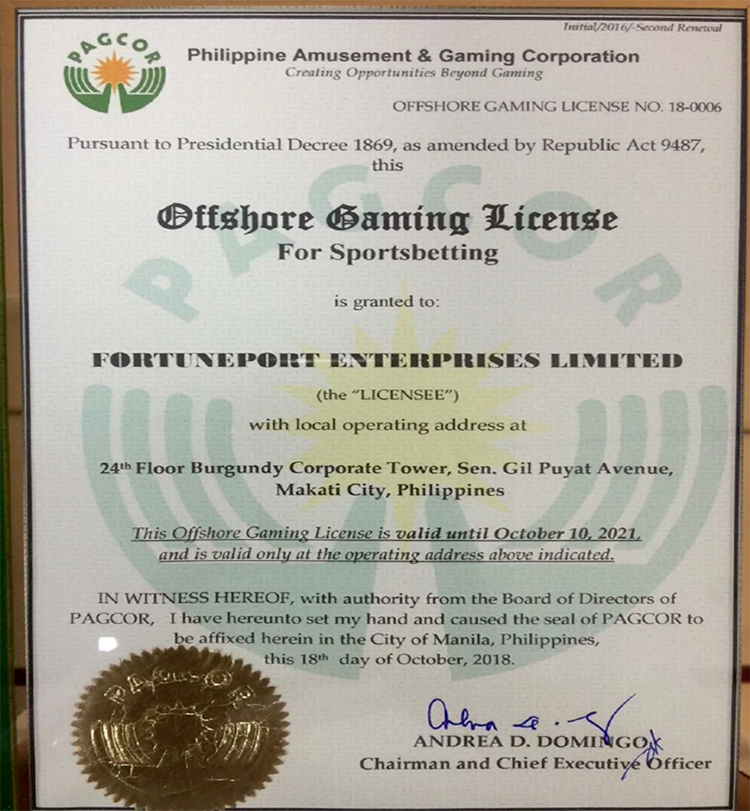 Initial/2016/-Second Renewal
PAGCOR
Philippine Amusement & Gaming Corporation
Creating Opportunities Beyond Gaming
OFFSHORE GAMING LICENSE NO. 18-0006
Pursuant to Presidential Decree 1869, as amended by Republic Act 9487,
this
Offshore Gaming License
For Sportsbetting
is granted to:
FORTUNEPORT ENTERPRISES LIMITED
(the “LICENSEE”)
with local operating address at
24th Floor Burgundy Corporate Tower, Sen. Gil Puyat Avenue,
Makati City, Philippines
This Offshore Gaming License is valid until October 10, 2021,
and is valid only at the operating address above indicated.
IN WITNESS HEREOF, with authority from the Board of Directors of
PAGCOR, I have hereunto set my hand and caused the seal of PAGCOR to
be affixed herein in the City of Manila, Philippines,
this 18th day of October, 2018.
PAGCOR
ANDREA D. DOMINGO
Chairman and Chief Executive Officer
PAGCOR